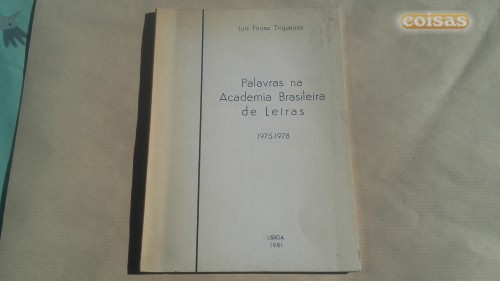 coisas
Luís Forjaz Trigueiros
Palavras na
Academia Brasileira
de Letras
1975-1978
LISBOA
1981